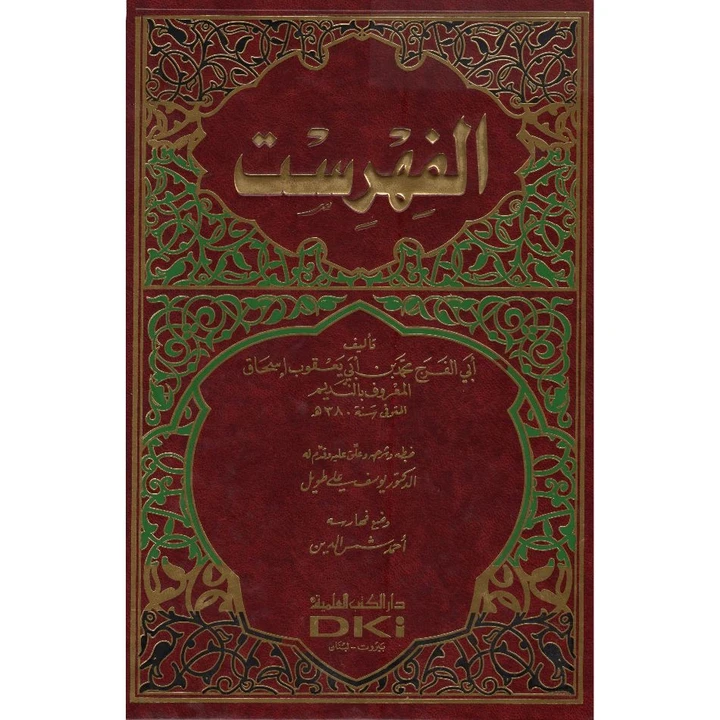 الفهرست
تأليف
أبي الفرج محمد بن أبي يعقوب إسحاق
المعروف بالنديم
المتوفى سنة ٣٨٠ هـ
ضبطه وشرحه وعلق عليه وقدم له
الدكتور يوسف علي طويل
وضع فهارسه
أحمد شمس الدين
دار الكتب العلمية
DKi
بيروت - لبنان